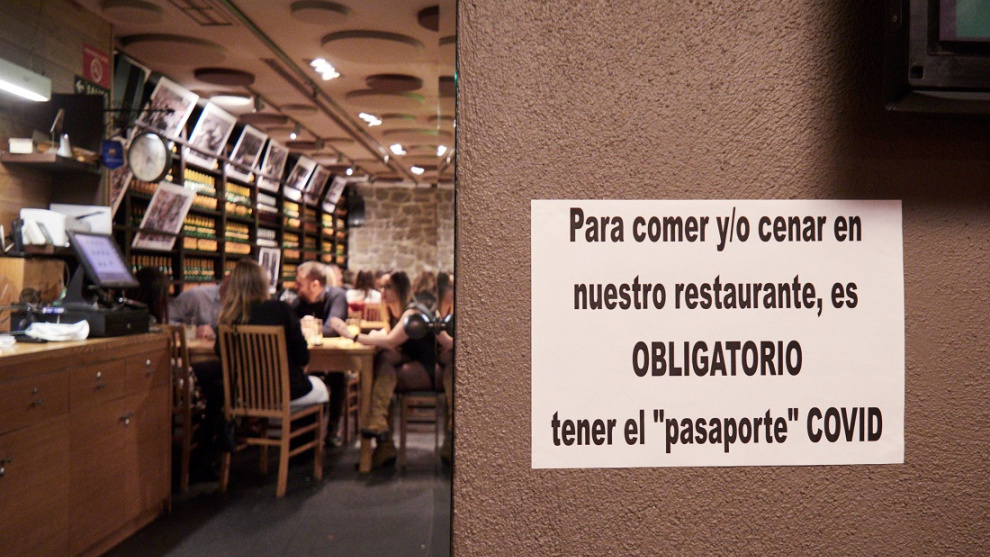 Para comer y/o cenar en
nuestro restaurante, es
OBLIGATORIO
tener el "pasaporte" COVID